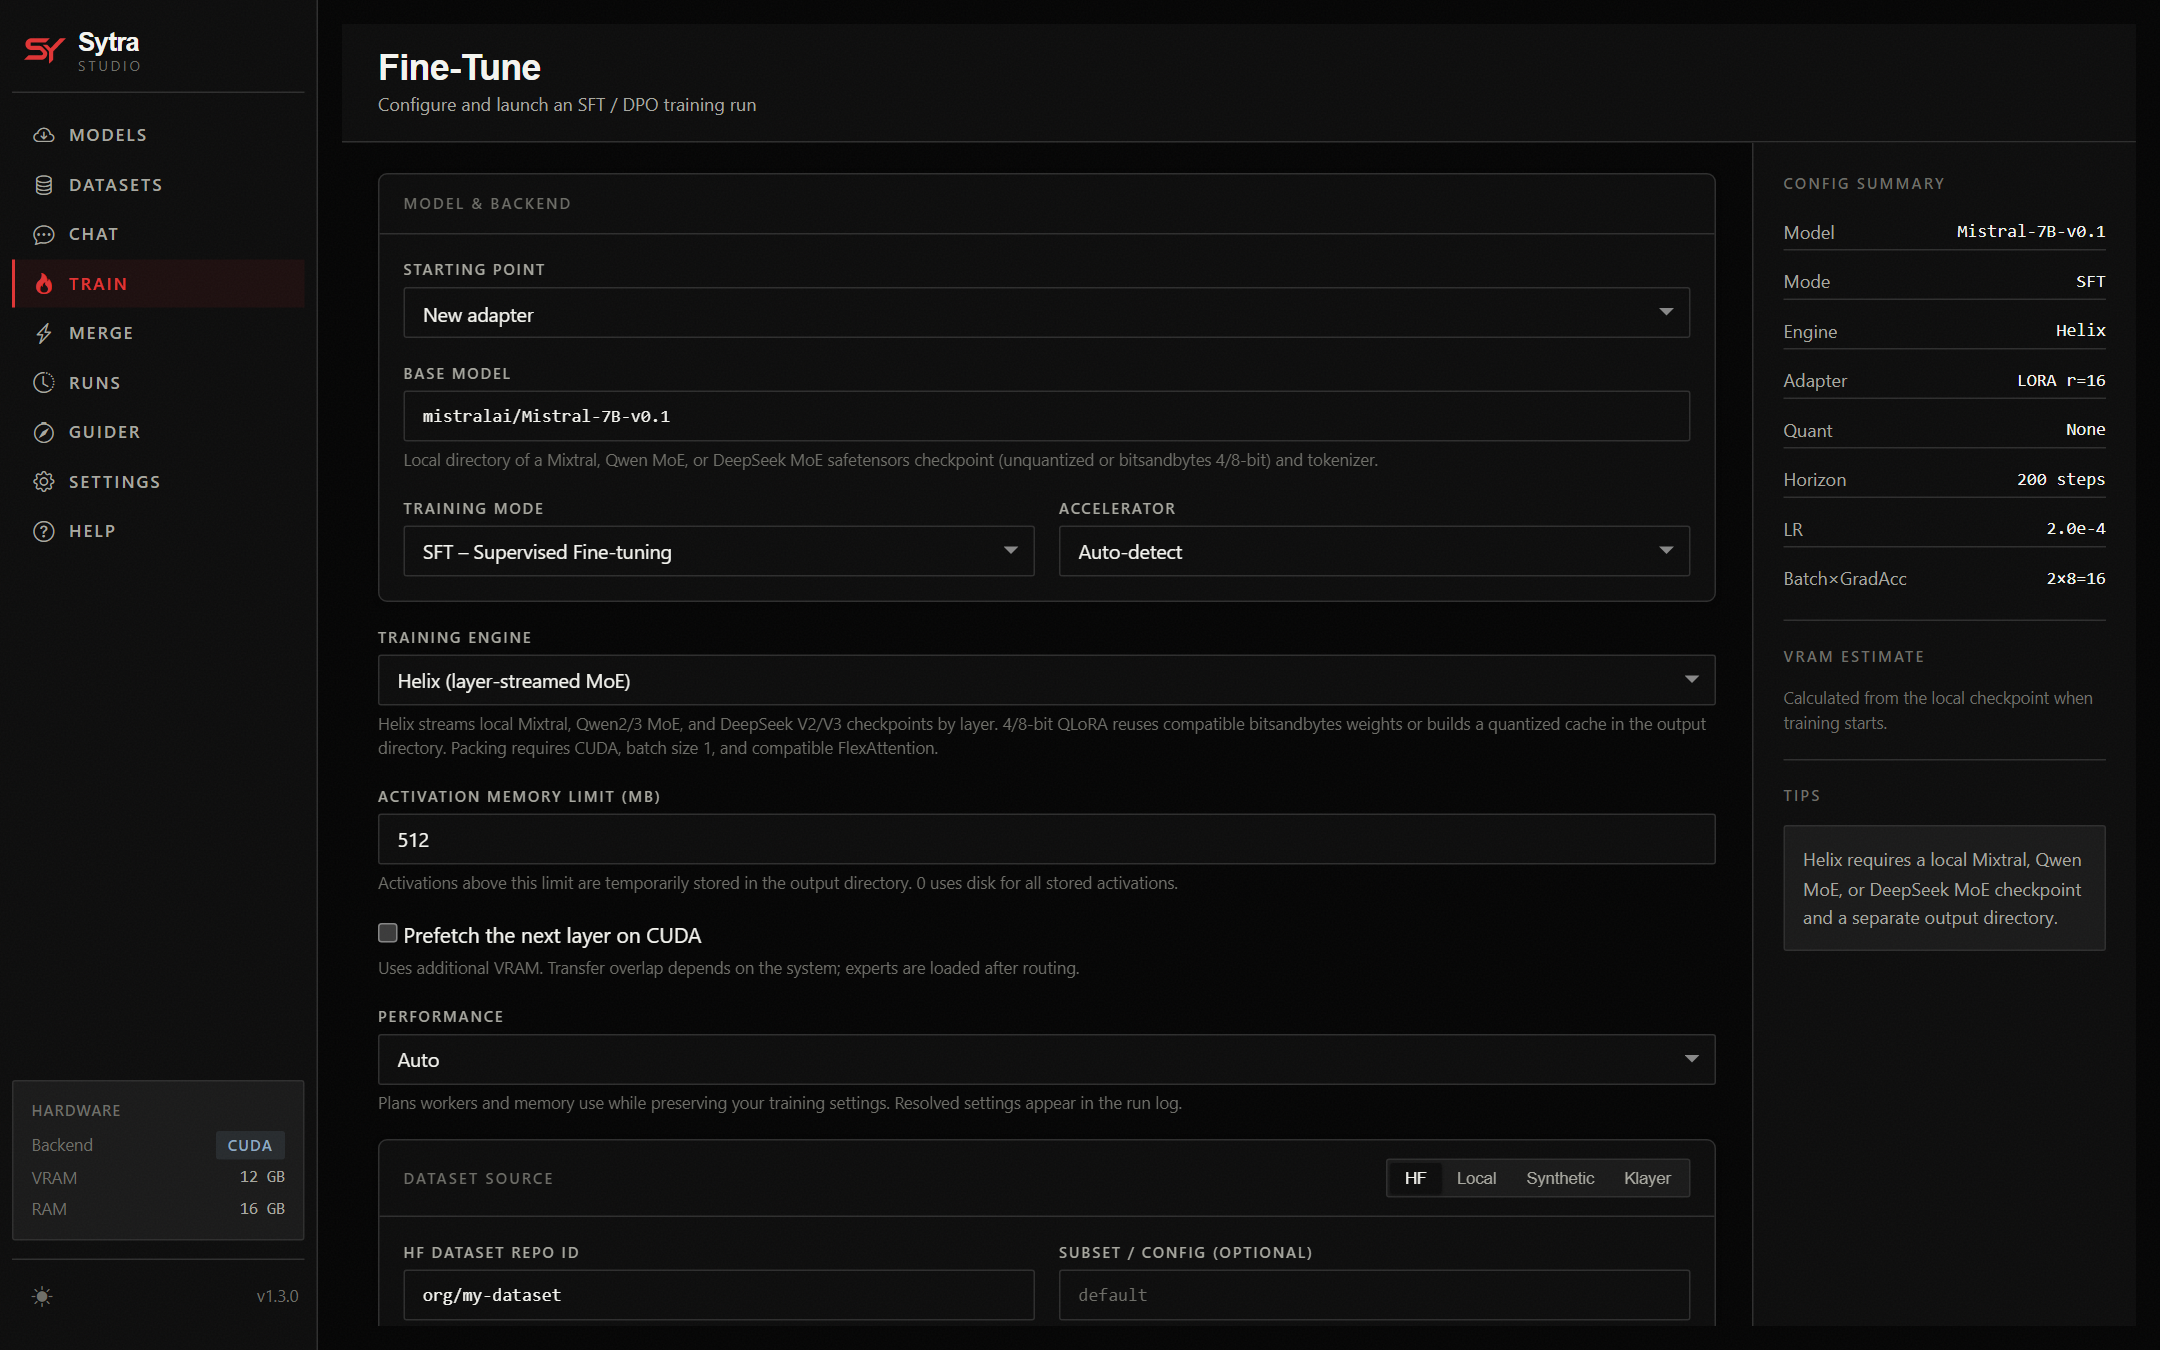 Sytra
STUDIO
MODELS
DATASETS
CHAT
TRAIN
MERGE
RUNS
GUIDER
SETTINGS
HELP
HARDWARE
Backend CUDA
VRAM 12 GB
RAM 16 GB
v1.3.0
Fine-Tune
Configure and launch an SFT / DPO training run
MODEL & BACKEND
STARTING POINT
New adapter
BASE MODEL
mistralai/Mistral-7B-v0.1
Local directory of a Mixtral, Qwen MoE, or DeepSeek MoE safetensors checkpoint (unquantized or bitsandbytes 4/8-bit) and tokenizer.
TRAINING MODE ACCELERATOR
SFT – Supervised Fine-tuning Auto-detect
TRAINING ENGINE
Helix (layer-streamed MoE)
Helix streams local Mixtral, Qwen2/3 MoE, and DeepSeek V2/V3 checkpoints by layer. 4/8-bit QLoRA reuses compatible bitsandbytes weights or builds a quantized cache in the output
directory. Packing requires CUDA, batch size 1, and compatible FlexAttention.
ACTIVATION MEMORY LIMIT (MB)
512
Activations above this limit are temporarily stored in the output directory. 0 uses disk for all stored activations.
Prefetch the next layer on CUDA
Uses additional VRAM. Transfer overlap depends on the system; experts are loaded after routing.
PERFORMANCE
Auto
Plans workers and memory use while preserving your training settings. Resolved settings appear in the run log.
DATASET SOURCE HF Local Synthetic Klayer
HF DATASET REPO ID SUBSET / CONFIG (OPTIONAL)
org/my-dataset default
CONFIG SUMMARY
Model Mistral-7B-v0.1
Mode SFT
Engine Helix
Adapter LORA r=16
Quant None
Horizon 200 steps
LR 2.0e-4
Batch×GradAcc 2×8=16
VRAM ESTIMATE
Calculated from the local checkpoint when
training starts.
TIPS
Helix requires a local Mixtral, Qwen
MoE, or DeepSeek MoE checkpoint
and a separate output directory.